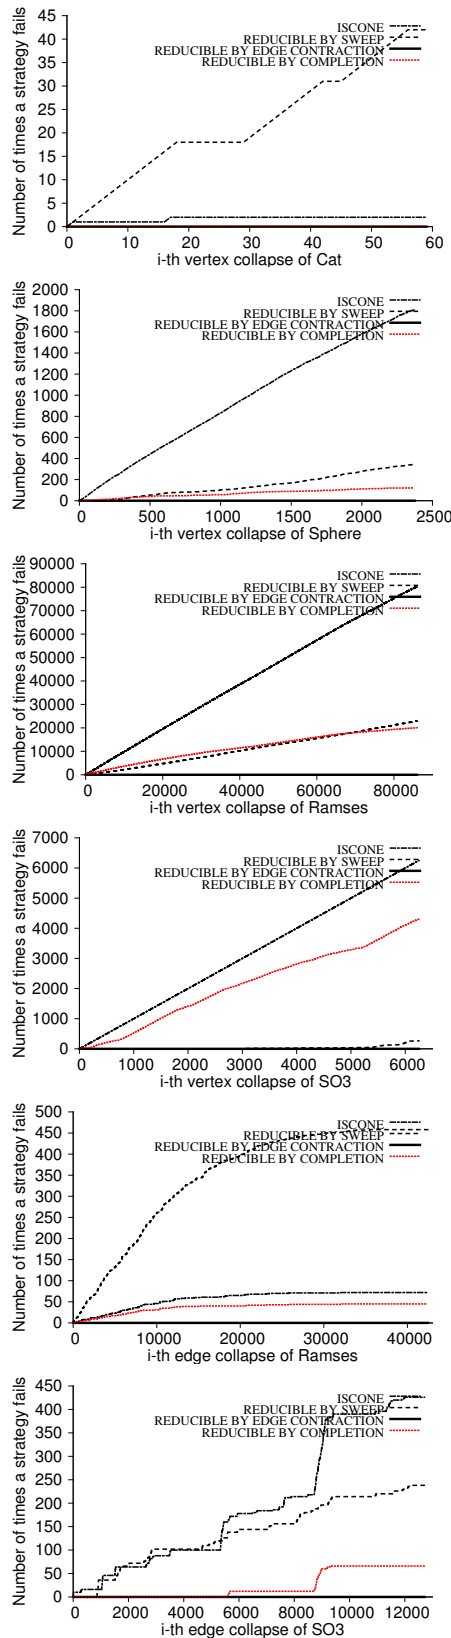 Number of times a strategy fails
45
40
35
30
25
20
15
10
5
0
ISCONE
REDUCIBLE BY SWEEP
REDUCIBLE BY EDGE CONTRACTION
REDUCIBLE BY COMPLETION
0 10 20 30 40 50 60
i-th vertex collapse of Cat
Number of times a strategy fails
2000
1800
1600
1400
1200
1000
800
600
400
200
0
ISCONE
REDUCIBLE BY SWEEP
REDUCIBLE BY EDGE CONTRACTION
REDUCIBLE BY COMPLETION
0 500 1000 1500 2000 2500
i-th vertex collapse of Sphere
Number of times a strategy fails
90000
80000
70000
60000
50000
40000
30000
20000
10000
0
ISCONE
REDUCIBLE BY SWEEP
REDUCIBLE BY EDGE CONTRACTION
REDUCIBLE BY COMPLETION
0 20000 40000 60000 80000
i-th vertex collapse of Ramses
Number of times a strategy fails
7000
6000
5000
4000
3000
2000
1000
0
ISCONE
REDUCIBLE BY SWEEP
REDUCIBLE BY EDGE CONTRACTION
REDUCIBLE BY COMPLETION
0 1000 2000 3000 4000 5000 6000
i-th vertex collapse of SO3
Number of times a strategy fails
500
450
400
350
300
250
200
150
100
50
0
ISCONE
REDUCIBLE BY SWEEP
REDUCIBLE BY EDGE CONTRACTION
REDUCIBLE BY COMPLETION
0 10000 20000 30000 40000
i-th edge collapse of Ramses
Number of times a strategy fails
450
400
350
300
250
200
150
100
50
0
ISCONE
REDUCIBLE BY SWEEP
REDUCIBLE BY EDGE CONTRACTION
REDUCIBLE BY COMPLETION
0 2000 4000 6000 8000 10000 12000
i-th edge collapse of SO3